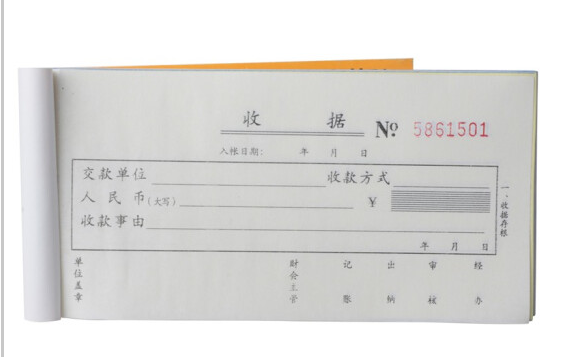 收 据 № 5861501
入帐日期： 年 月 日
交款单位 收款方式
人民币(大写) ￥
收款事由
年 月 日
单位盖章 财会主管 记账 出纳 审核 经办
一、收据存根